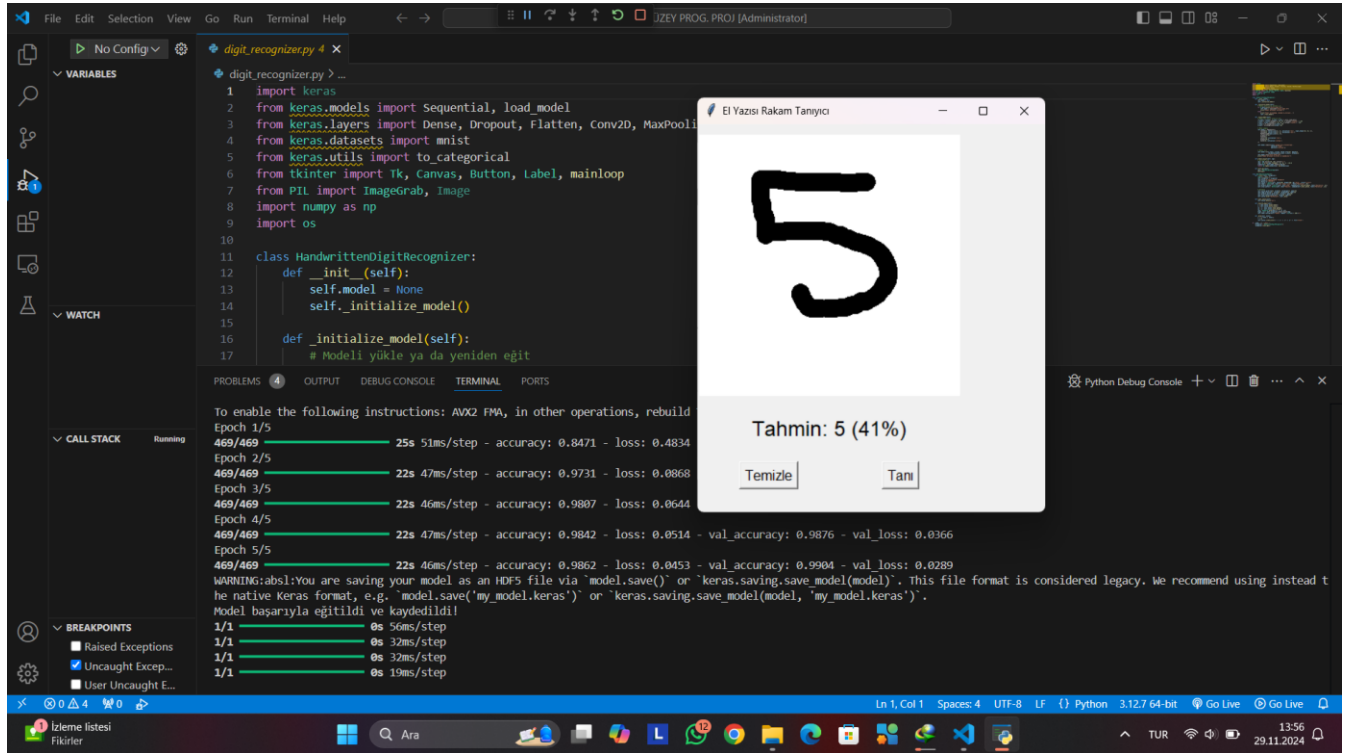 File Edit Selection View Go Run Terminal Help
ZEY PROG. PROJ [Administrator]
No Config
digit_recognizer.py 4
VARIABLES
digit_recognizer.py > ...
1 import keras
2 from keras.models import Sequential, load_model
3 from keras.layers import Dense, Dropout, Flatten, Conv2D, MaxPooli
4 from keras.datasets import mnist
5 from keras.utils import to_categorical
6 from tkinter import Tk, Canvas, Button, Label, mainloop
7 from PIL import ImageGrab, Image
8 import numpy as np
9 import os
10
11 class HandwrittenDigitRecognizer:
12 def __init__(self):
13 self.model = None
14 self._initialize_model()
15
16 def _initialize_model(self):
17 # Modeli yükle ya da yeniden eğit
El Yazısı Rakam Tanıyıcı
5
Tahmin: 5 (41%)
Temizle Tanı
WATCH
CALL STACK Running
BREAKPOINTS
Raised Exceptions
Uncaught Excep...
User Uncaught E...
PROBLEMS 4 OUTPUT DEBUG CONSOLE TERMINAL PORTS
Python Debug Console
To enable the following instructions: AVX2 FMA, in other operations, rebuild
Epoch 1/5
469/469 25s 51ms/step - accuracy: 0.8471 - loss: 0.4834
Epoch 2/5
469/469 22s 47ms/step - accuracy: 0.9731 - loss: 0.0868
Epoch 3/5
469/469 22s 46ms/step - accuracy: 0.9807 - loss: 0.0644
Epoch 4/5
469/469 22s 47ms/step - accuracy: 0.9842 - loss: 0.0514 - val_accuracy: 0.9876 - val_loss: 0.0366
Epoch 5/5
469/469 22s 46ms/step - accuracy: 0.9862 - loss: 0.0453 - val_accuracy: 0.9904 - val_loss: 0.0289
WARNING:absl:You are saving your model as an HDF5 file via `model.save()` or `keras.saving.save_model(model)`. This file format is considered legacy. We recommend using instead t
he native Keras format, e.g. `model.save('my_model.keras')` or `keras.saving.save_model(model, 'my_model.keras')`.
Model başarıyla eğitildi ve kaydedildi!
1/1 0s 56ms/step
1/1 0s 32ms/step
1/1 0s 32ms/step
1/1 0s 19ms/step
1
0 4 0
Ln 1, Col 1 Spaces: 4 UTF-8 LF {} Python 3.12.7 64-bit Go Live Go Live
1
İzleme listesi
Fikirler
Ara
L
12
TUR
13:56
29.11.2024